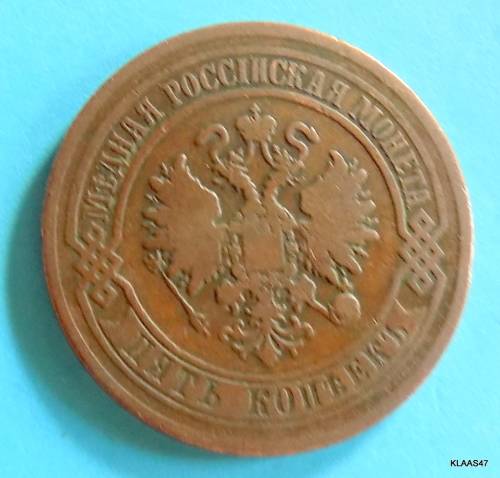 МѢДНАЯ РОССІЙСКАЯ МОНЕТА
ПЯТЬ КОПѢЕКЪ
KLAAS47